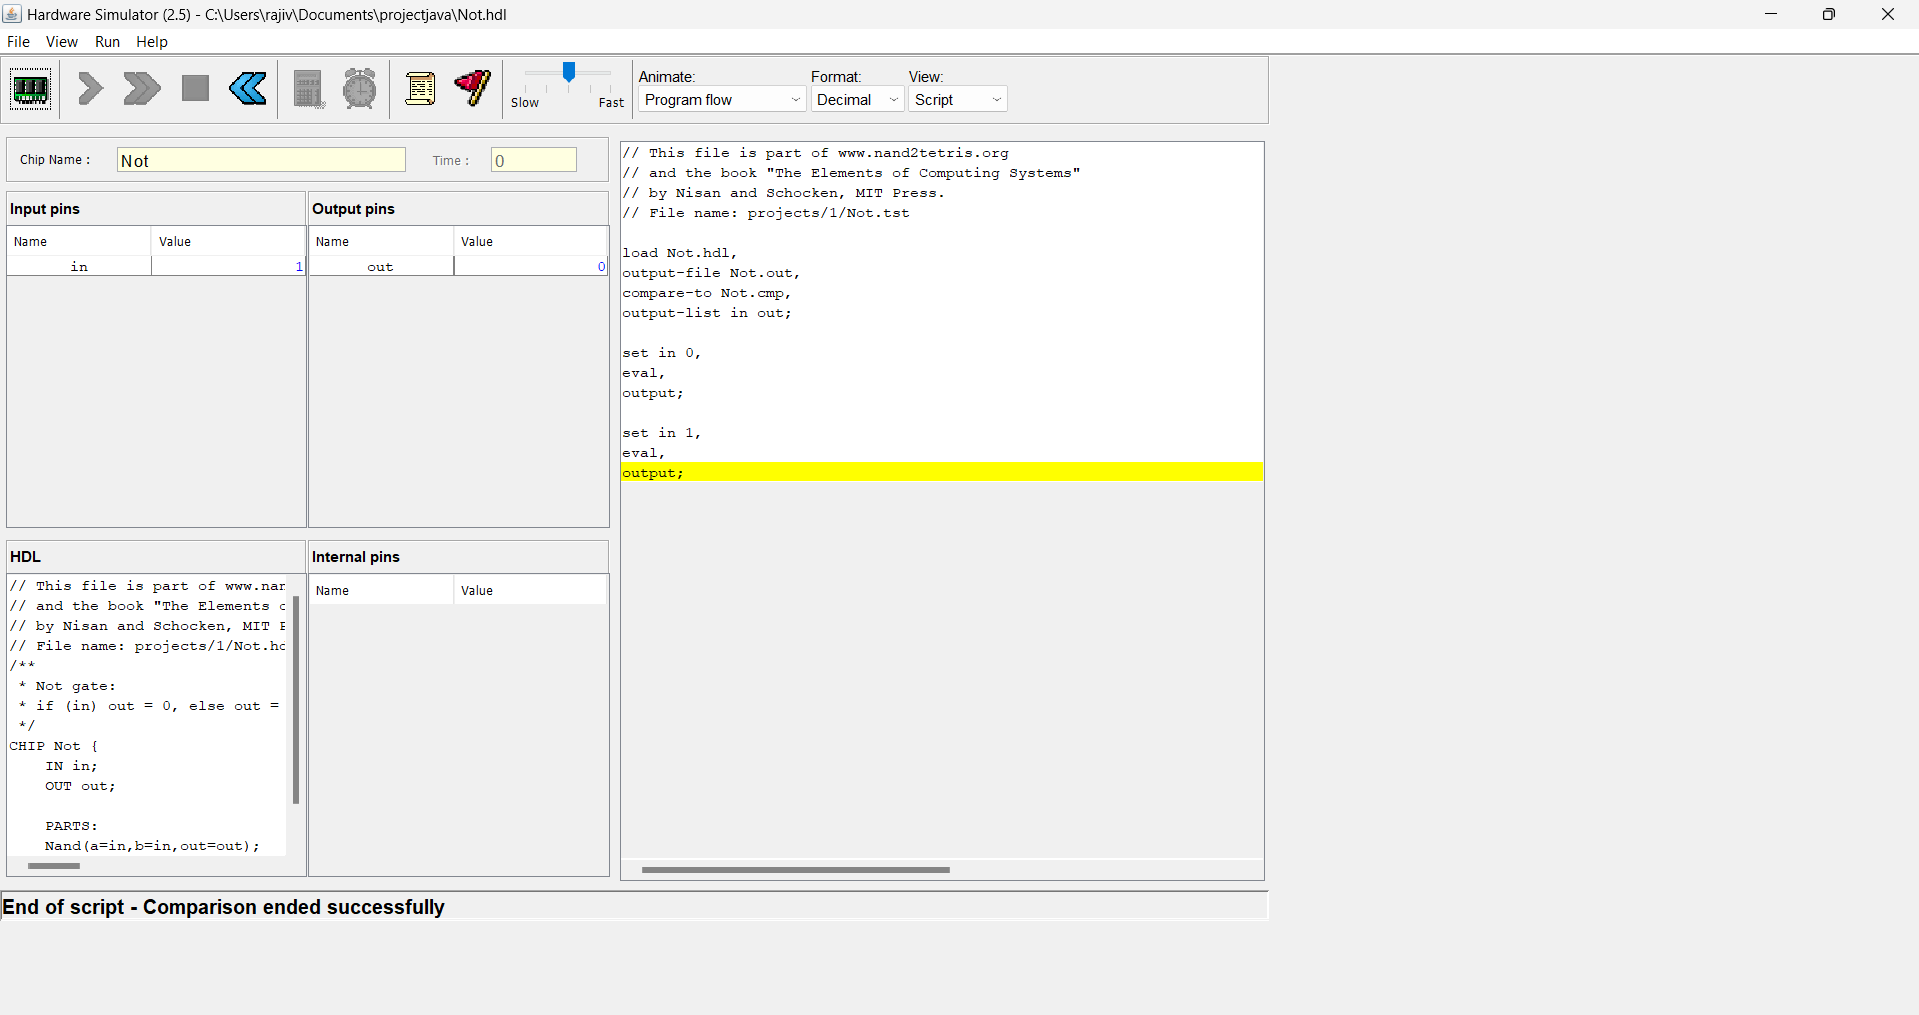 Hardware Simulator (2.5) - C:\Users\rajiv\Documents\projectjava\Not.hdl
File View Run Help
Slow Fast
Animate: Format: View:
Program flow Decimal Script
Chip Name : Not Time : 0
Input pins
Name Value
in 1
Output pins
Name Value
out 0
HDL
// This file is part of www.nan
// and the book "The Elements c
// by Nisan and Schocken, MIT P
// File name: projects/1/Not.hd
/**
* Not gate:
* if (in) out = 0, else out =
*/
CHIP Not {
IN in;
OUT out;
PARTS:
Nand(a=in,b=in,out=out);
Internal pins
Name Value
// This file is part of www.nand2tetris.org
// and the book "The Elements of Computing Systems"
// by Nisan and Schocken, MIT Press.
// File name: projects/1/Not.tst
load Not.hdl,
output-file Not.out,
compare-to Not.cmp,
output-list in out;
set in 0,
eval,
output;
set in 1,
eval,
output;
End of script - Comparison ended successfully